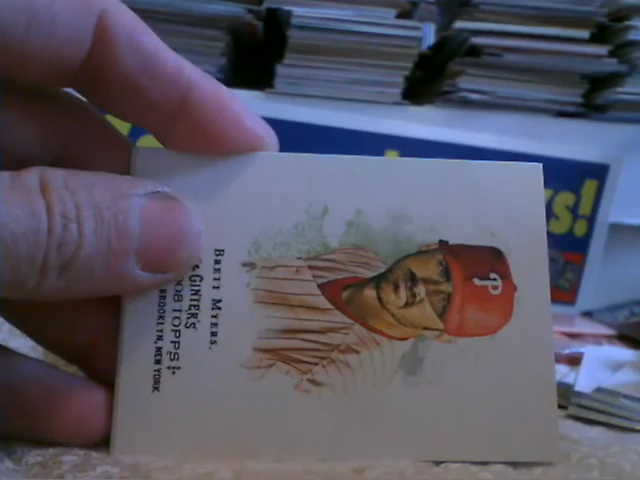 BRETT MYERS.
GINTER'S
08 TOPPS
BROOKLYN, NEW YORK
P
s!